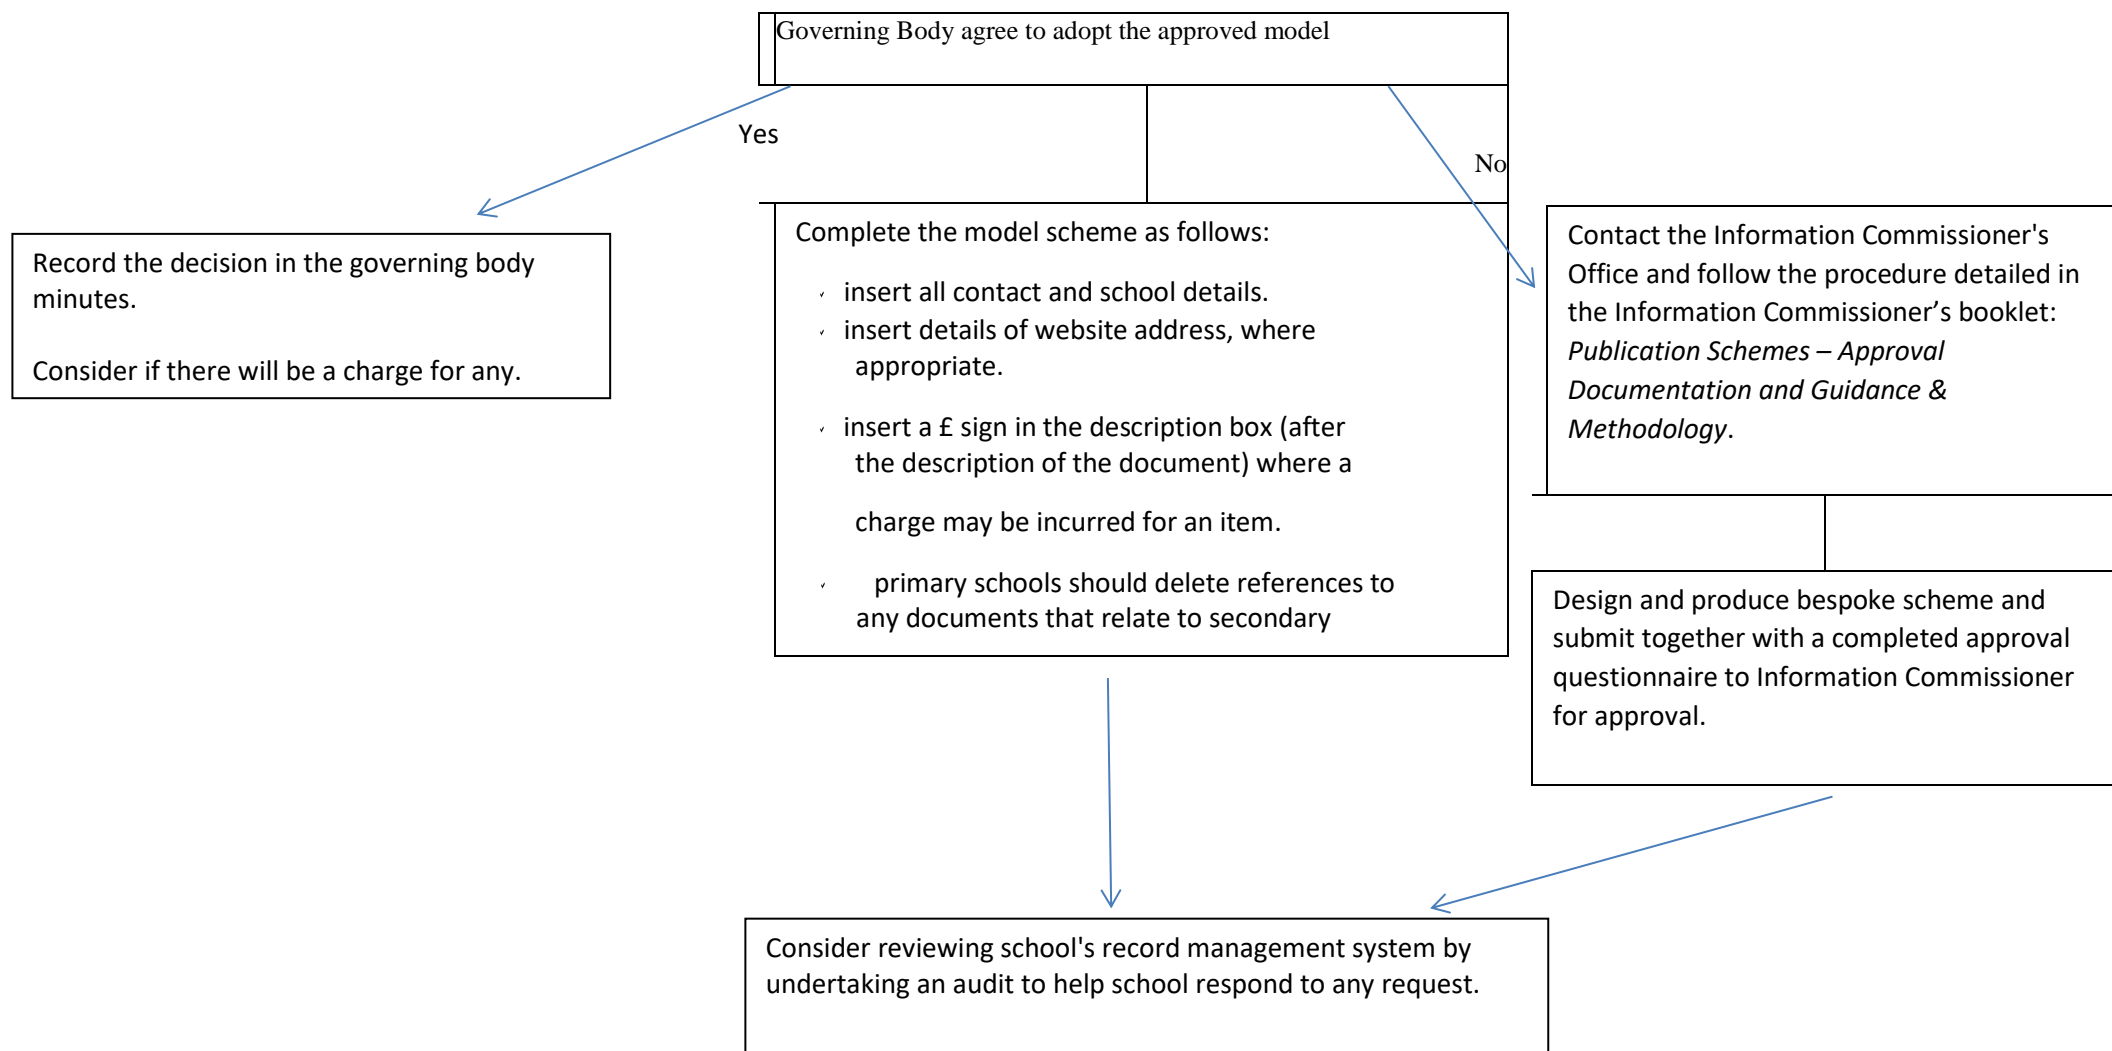 Governing Body agree to adopt the approved model
Yes
No
Record the decision in the governing body
minutes.
Consider if there will be a charge for any.
Complete the model scheme as follows:
✓ insert all contact and school details.
✓ insert details of website address, where
appropriate.
✓ insert a £ sign in the description box (after
the description of the document) where a
charge may be incurred for an item.
✓ primary schools should delete references to
any documents that relate to secondary
Contact the Information Commissioner's
Office and follow the procedure detailed in
the Information Commissioner’s booklet:
Publication Schemes – Approval
Documentation and Guidance &
Methodology.
Design and produce bespoke scheme and
submit together with a completed approval
questionnaire to Information Commissioner
for approval.
Consider reviewing school's record management system by
undertaking an audit to help school respond to any request.